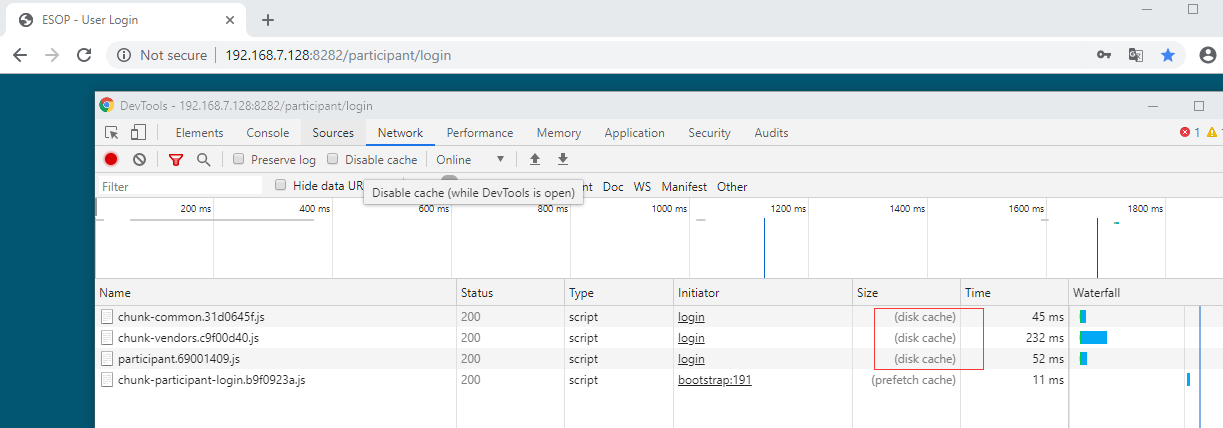 ESOP - User Login
Not secure 192.168.7.128:8282/participant/login
DevTools - 192.168.7.128:8282/participant/login
Elements Console Sources Network Performance Memory Application Security Audits 1
Preserve log Disable cache Online
Filter Hide data UR Doc WS Manifest Other
Disable cache (while DevTools is open)
200 ms 400 ms 600 ms 800 ms 1000 ms 1200 ms 1400 ms 1600 ms 1800 ms
Name Status Type Initiator Size Time Waterfall
chunk-common.31d0645f.js 200 script login (disk cache) 45 ms
chunk-vendors.c9f00d40.js 200 script login (disk cache) 232 ms
participant.69001409.js 200 script login (disk cache) 52 ms
chunk-participant-login.b9f0923a.js 200 script bootstrap:191 (prefetch cache) 11 ms